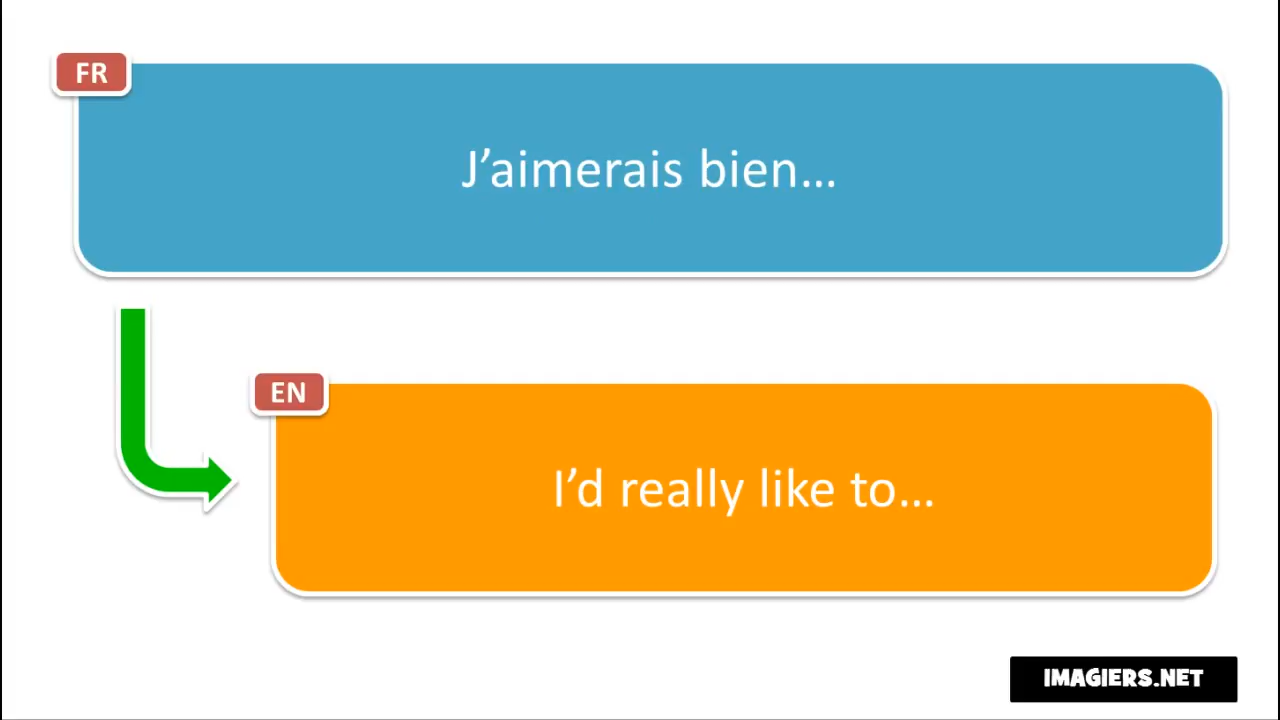 FR
J’aimerais bien…
EN
I’d really like to…
IMAGIERS.NET